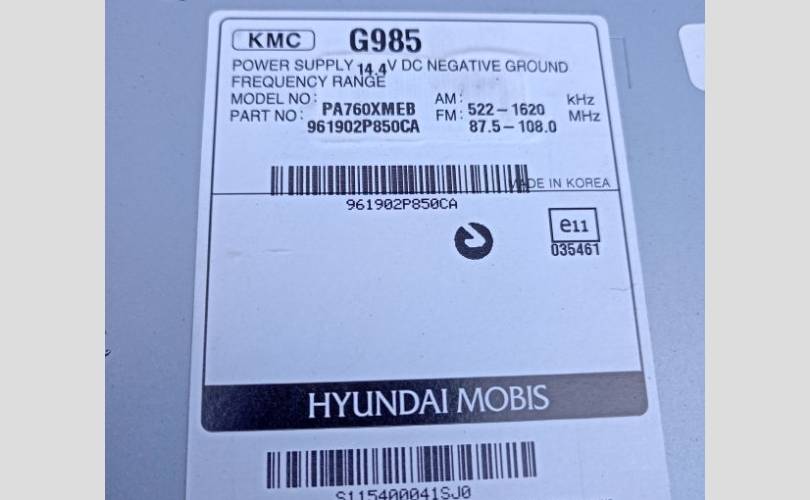 KMC G985
POWER SUPPLY 14.4V DC NEGATIVE GROUND
FREQUENCY RANGE
MODEL NO: PA760XMEB AM: 522-1620 kHz
PART NO: 961902P850CA FM: 87.5-108.0 MHz
MADE IN KOREA
961902P850CA
e11
035461
HYUNDAI MOBIS
S115400041SJ0